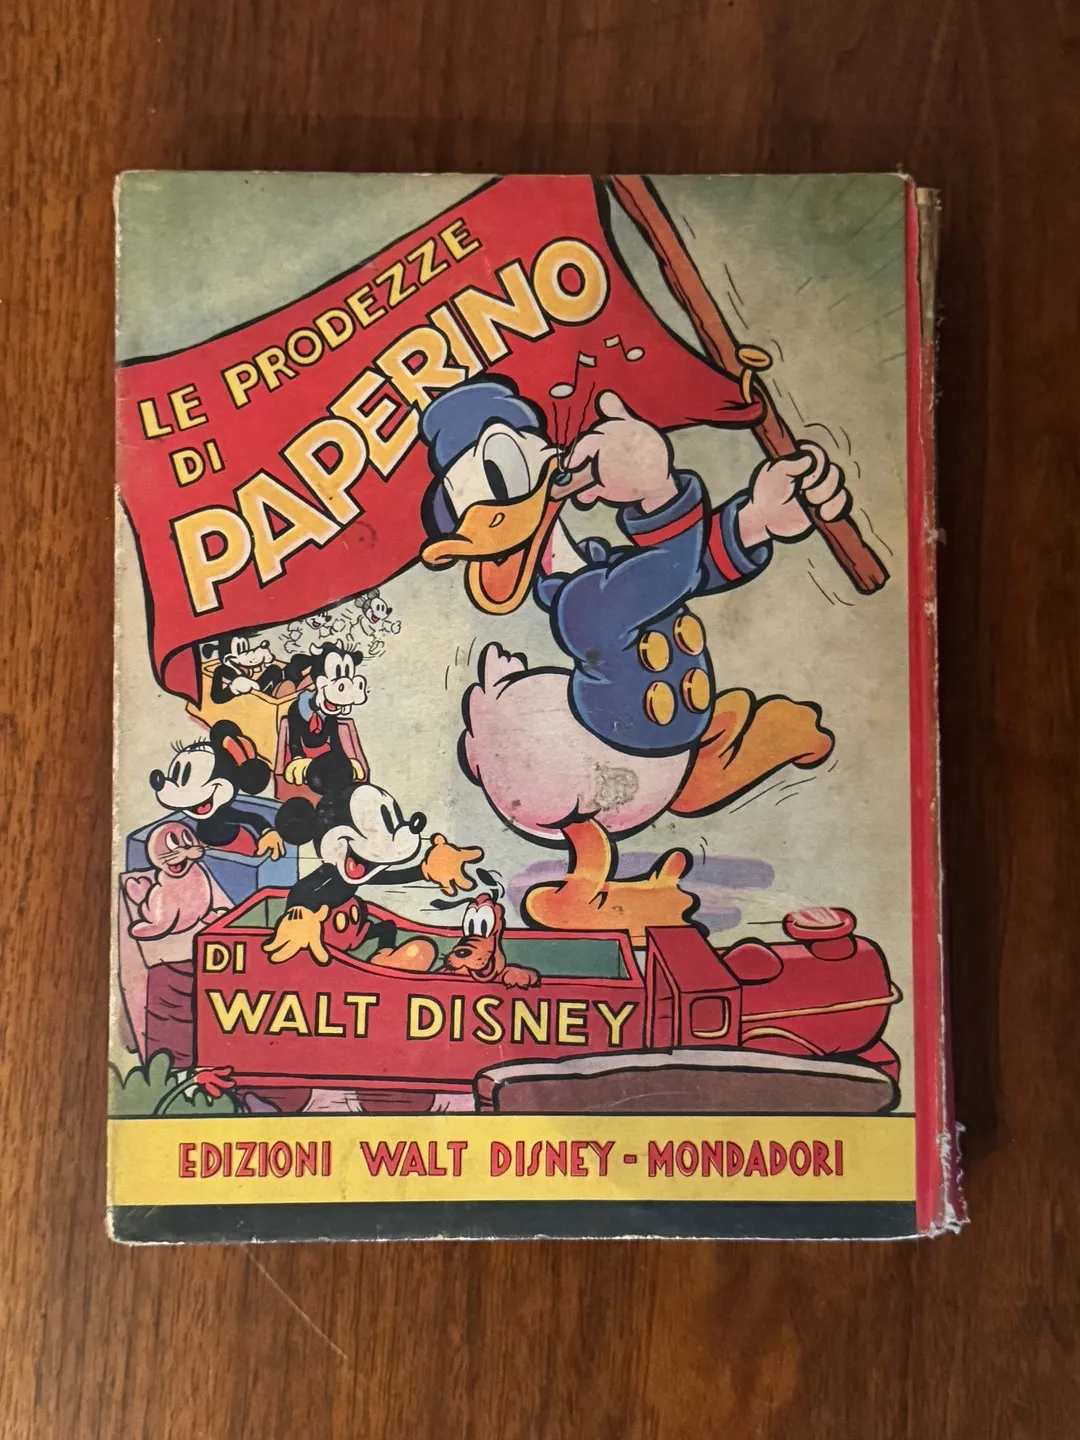 LE PRODEZZE
DI
PAPERINO
DI
WALT DISNEY
EDIZIONI WALT DISNEY - MONDADORI